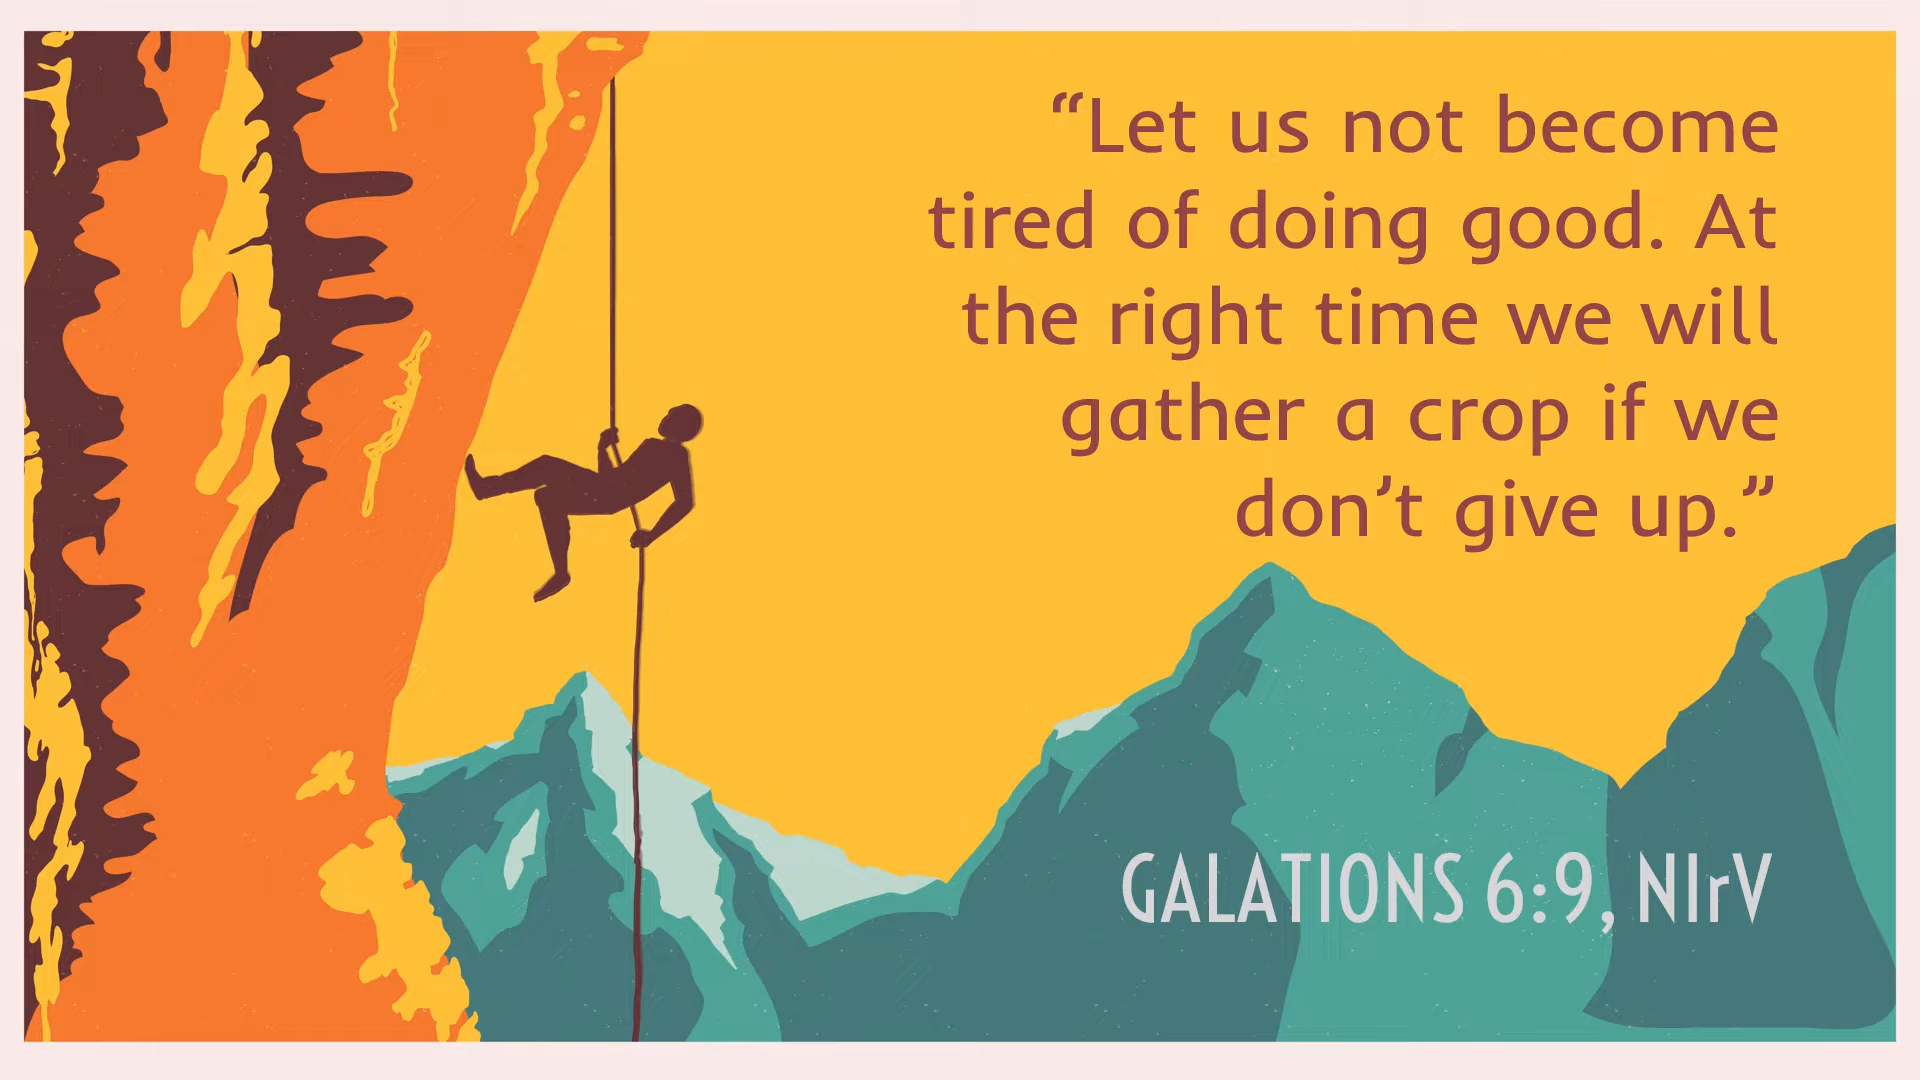 “Let us not become
tired of doing good. At
the right time we will
gather a crop if we
don’t give up.”
GALATIONS 6:9, NIrV